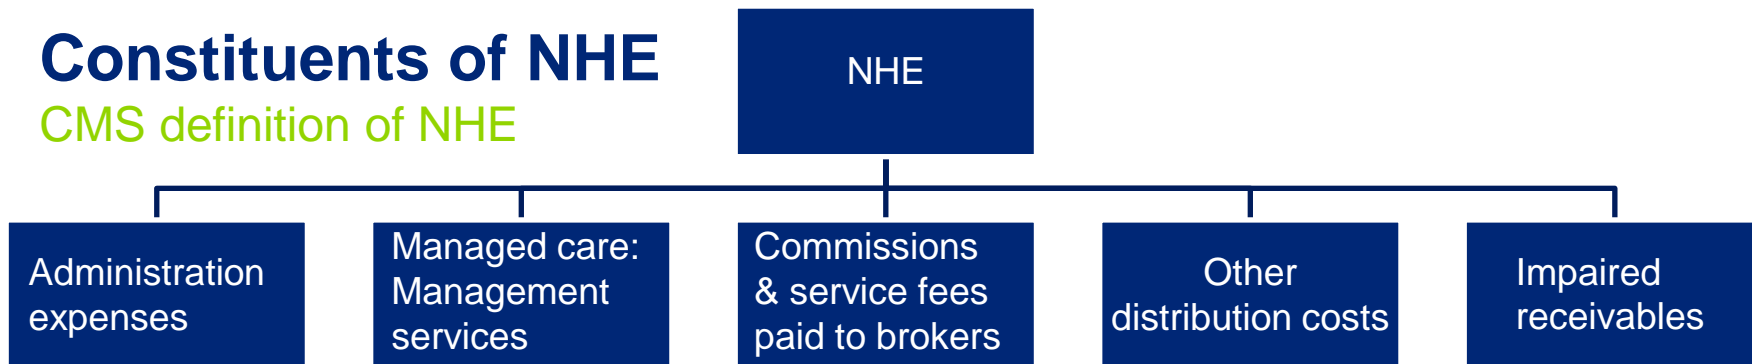 Constituents of NHE
CMS definition of NHE
NHE
Administration
expenses
Managed care:
Management
services
Commissions
& service fees
paid to brokers
Other
distribution costs
Impaired
receivables